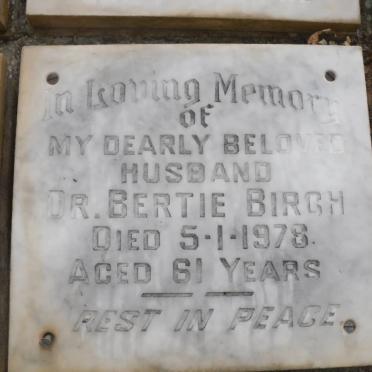 In Loving Memory
of
MY DEARLY BELOVED
HUSBAND
DR. BERTIE BIRCH
DIED 5-1-1978.
AGED 61 YEARS
REST IN PEACE.